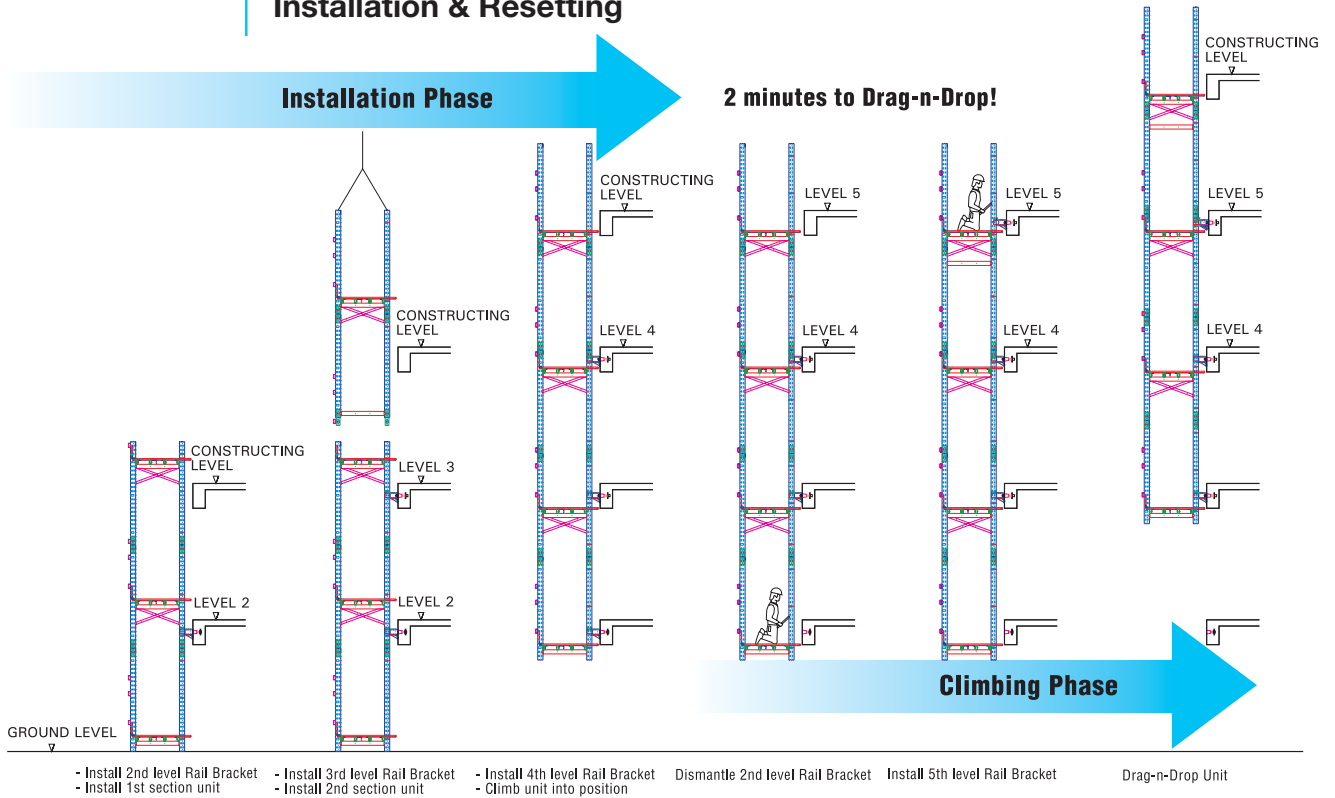 Installation & Resetting
Installation Phase
2 minutes to Drag-n-Drop!
CONSTRUCTING
LEVEL
CONSTRUCTING
LEVEL
LEVEL 5
LEVEL 5
LEVEL 5
CONSTRUCTING
LEVEL
LEVEL 4
LEVEL 4
LEVEL 4
LEVEL 4
CONSTRUCTING
LEVEL
LEVEL 3
LEVEL 2
LEVEL 2
Climbing Phase
GROUND LEVEL
- Install 2nd level Rail Bracket
- Install 1st section unit
- Install 3rd level Rail Bracket
- Install 2nd section unit
- Install 4th level Rail Bracket
- Climb unit into position
Dismantle 2nd level Rail Bracket
Install 5th level Rail Bracket
Drag-n-Drop Unit